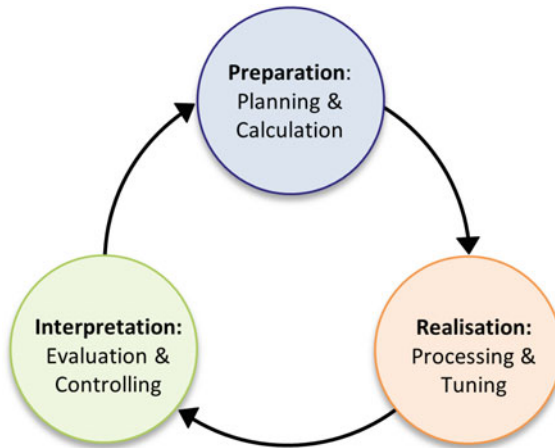 Preparation:
Planning &
Calculation
Realisation:
Processing &
Tuning
Interpretation:
Evaluation &
Controlling